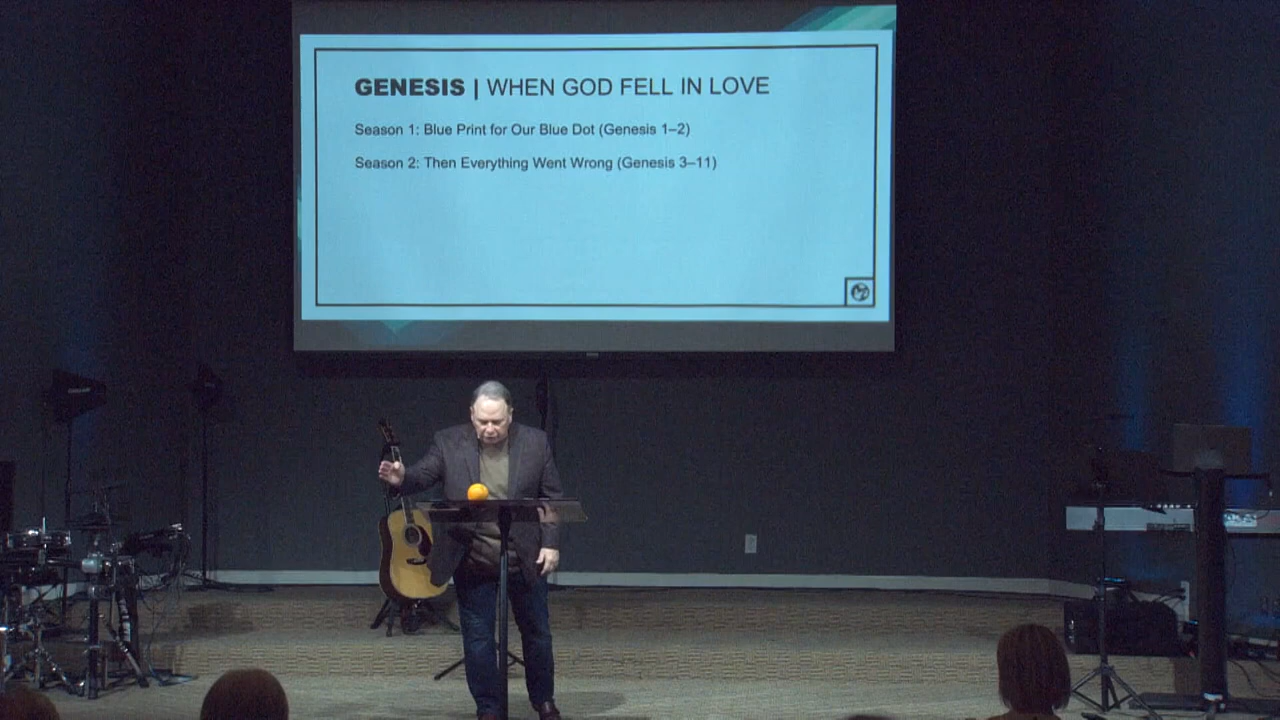 GENESIS | WHEN GOD FELL IN LOVE
Season 1: Blue Print for Our Blue Dot (Genesis 1–2)
Season 2: Then Everything Went Wrong (Genesis 3–11)